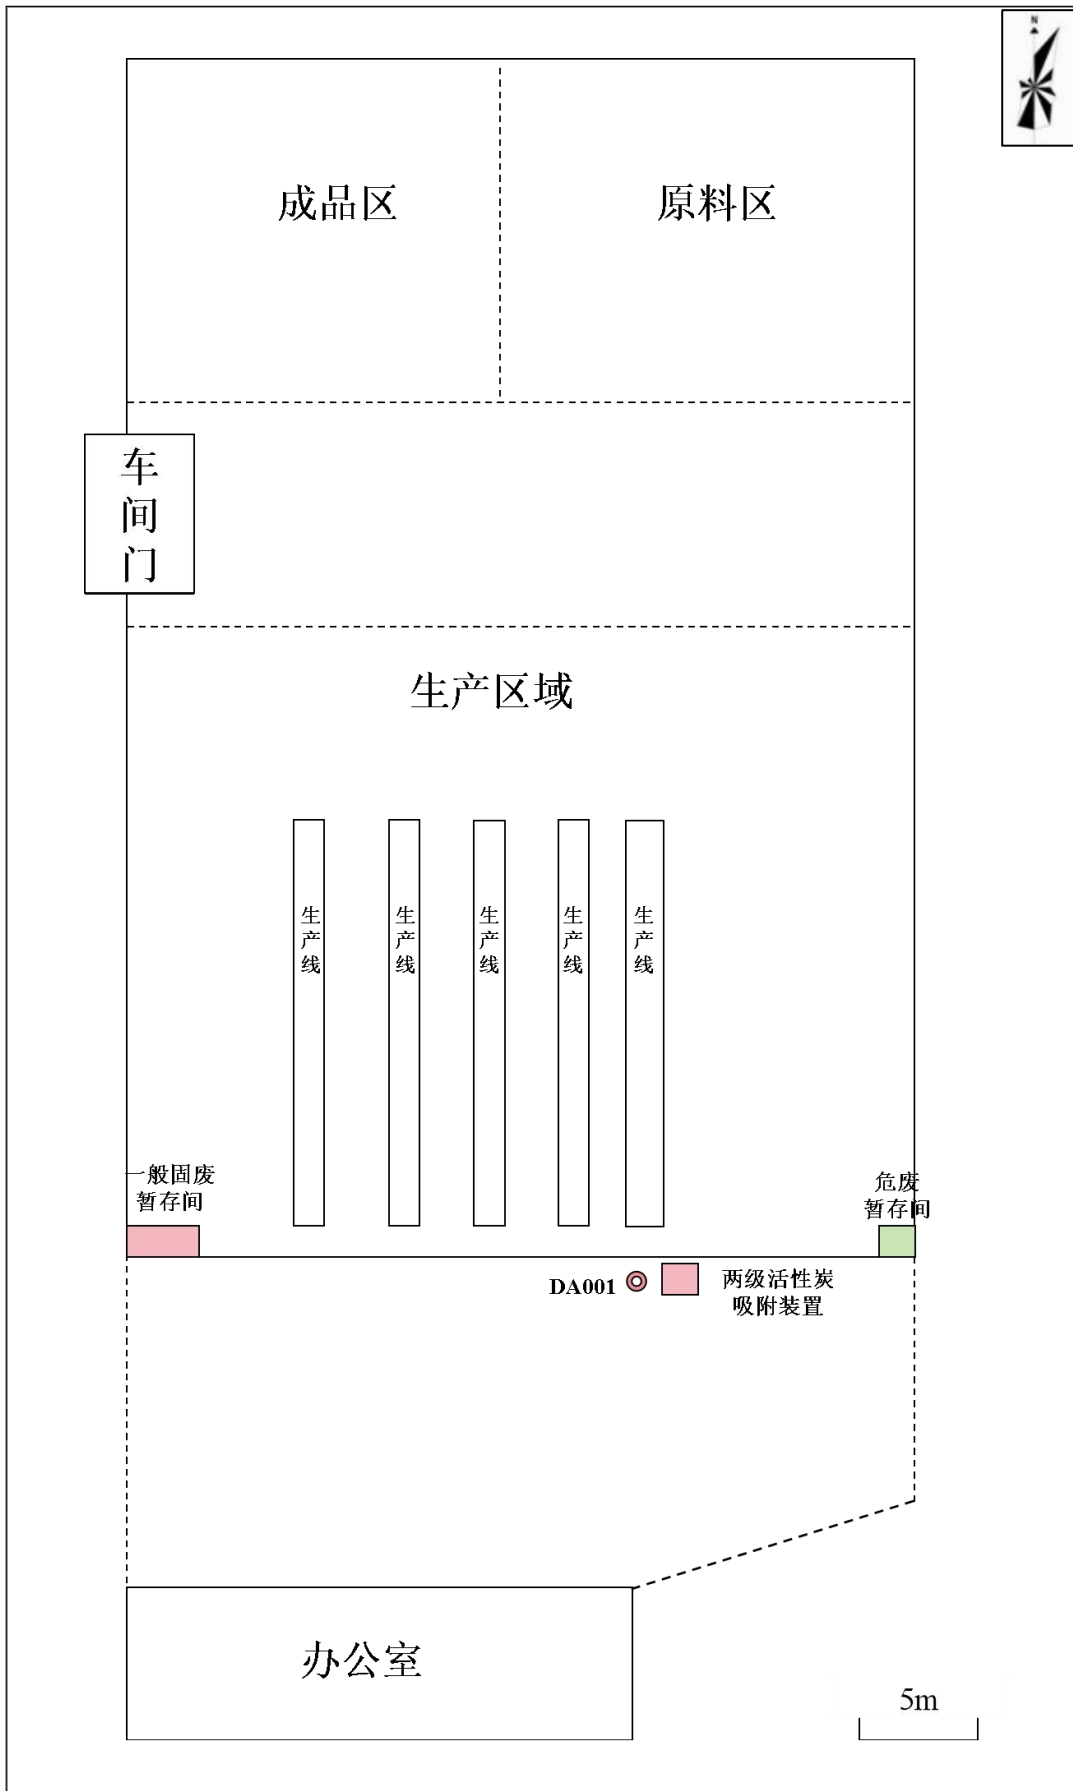 N
成品区
原料区
车
间
门
生产区域
生产线
生产线
生产线
生产线
生产线
一般固废
暂存间
危废
暂存间
DA001
两级活性炭
吸附装置
办公室
5m